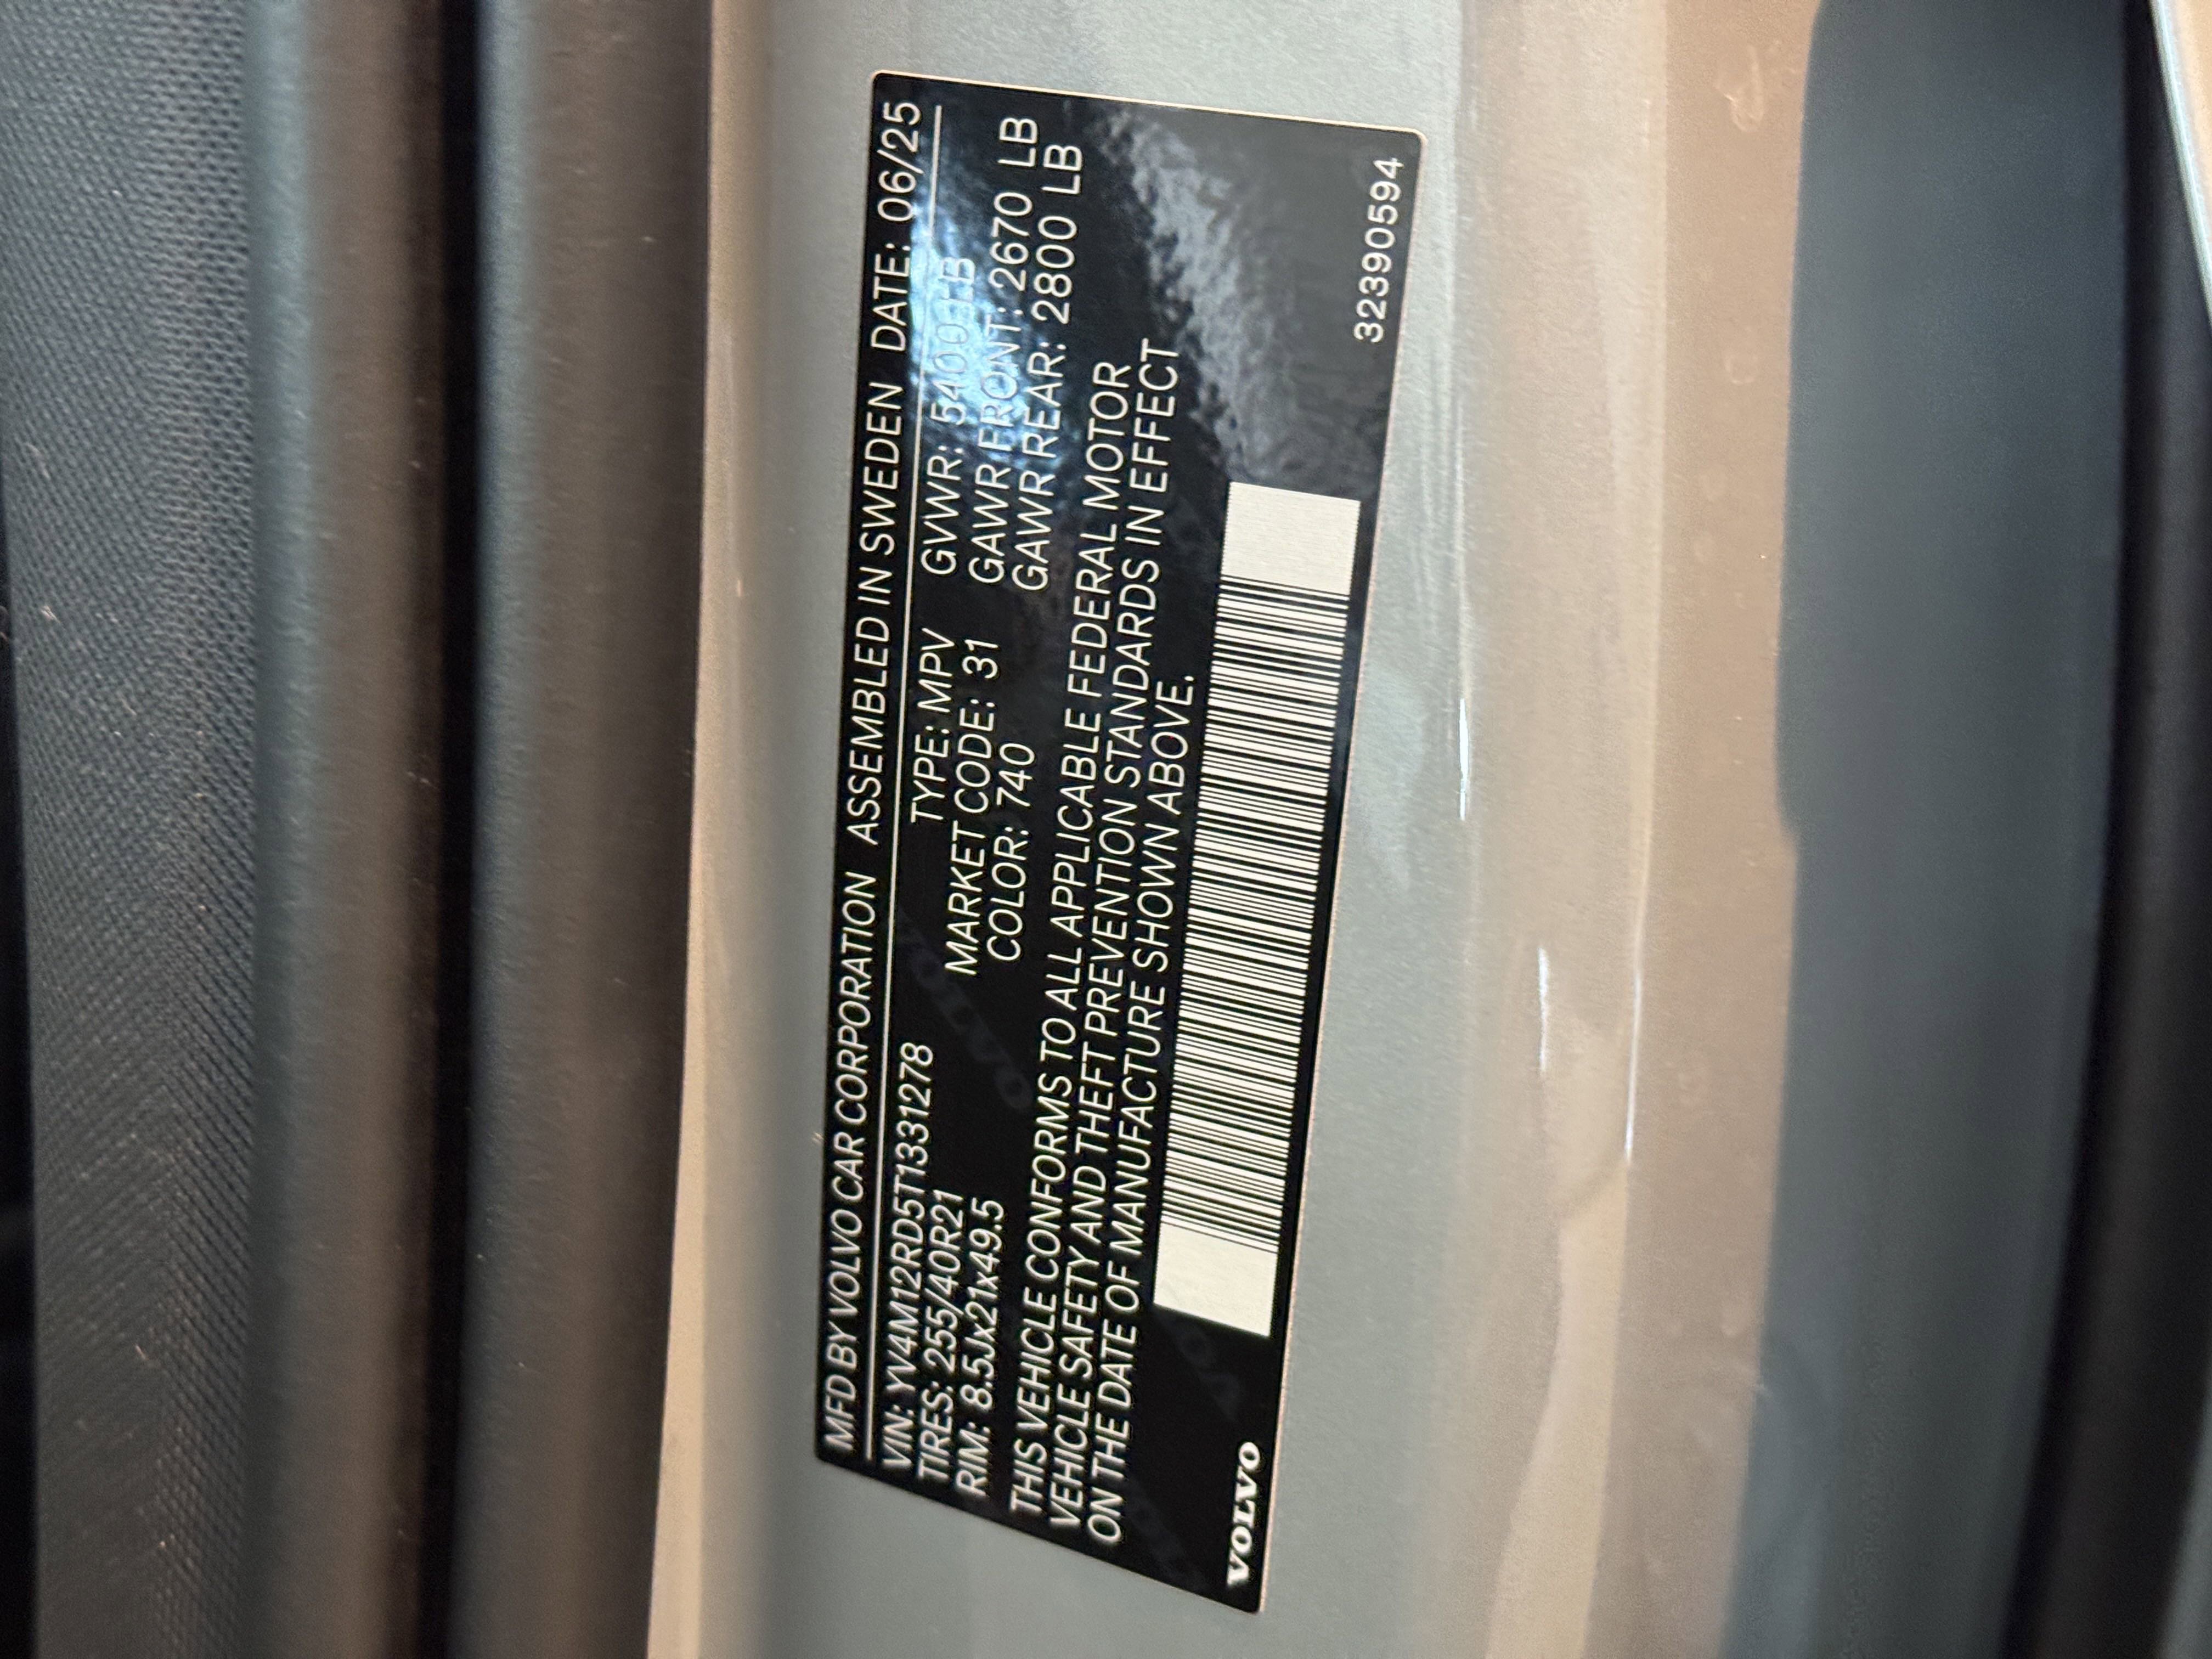 MFD BY VOLVO CAR CORPORATION ASSEMBLED IN SWEDEN DATE: 06/25
VIN: YV4M12RD5T1331278 TYPE: MPV GVWR: 5400 LB
TIRES: 255/40R21 MARKET CODE: 31 GAWR FRONT: 2670 LB
RIM: 8.5Jx21x49.5 COLOR: 740 GAWR REAR: 2800 LB
THIS VEHICLE CONFORMS TO ALL APPLICABLE FEDERAL MOTOR
VEHICLE SAFETY AND THEFT PREVENTION STANDARDS IN EFFECT
ON THE DATE OF MANUFACTURE SHOWN ABOVE.
VOLVO 32390594